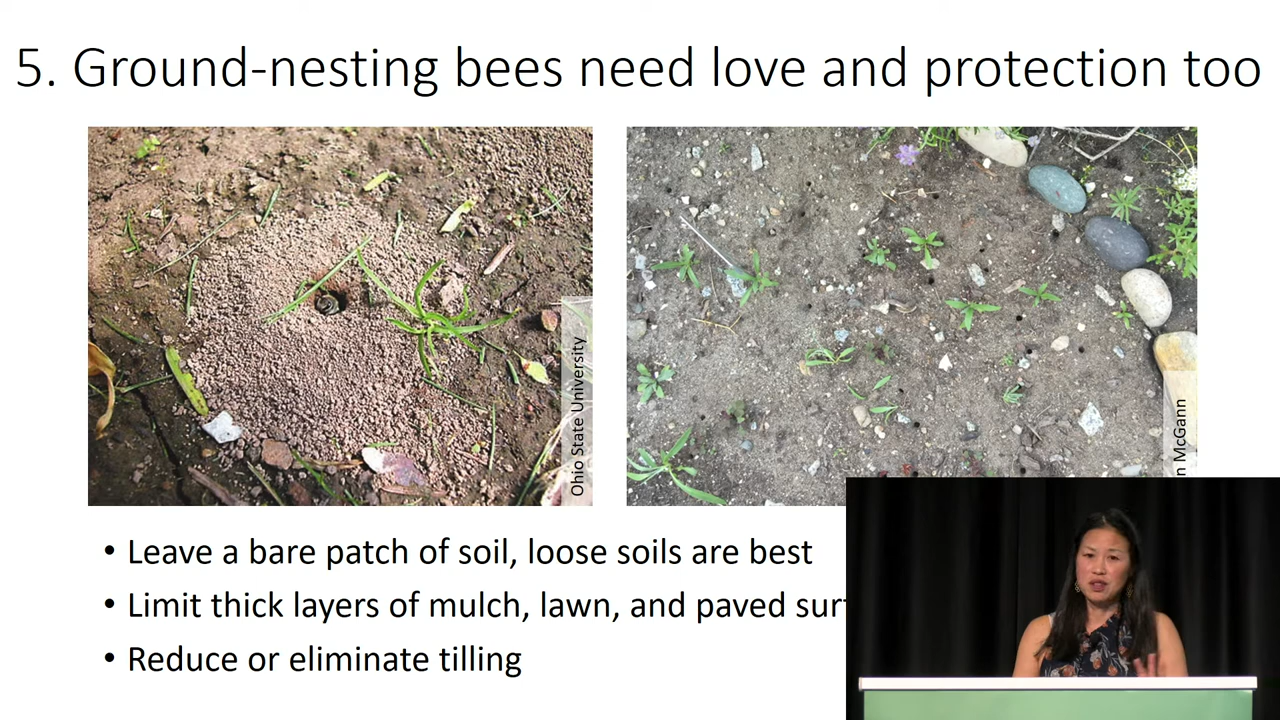 5. Ground-nesting bees need love and protection too
Ohio State University
n McGann
• Leave a bare patch of soil, loose soils are best
• Limit thick layers of mulch, lawn, and paved
• Reduce or eliminate tilling